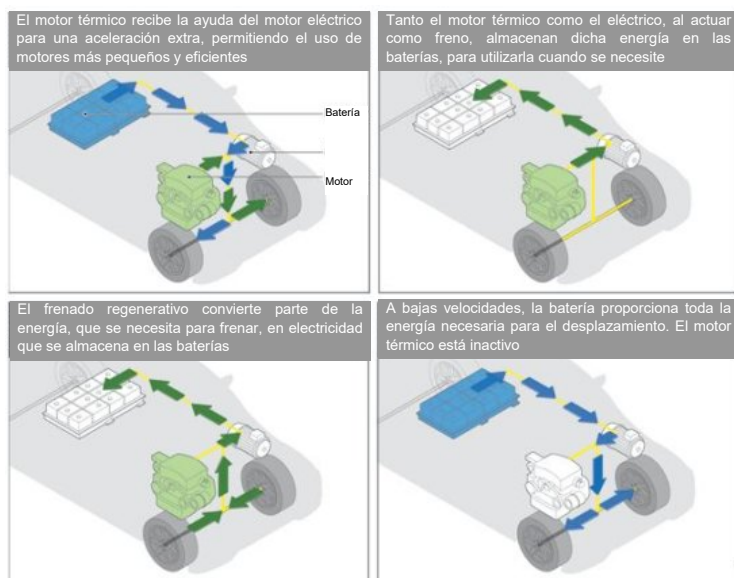 El motor térmico recibe la ayuda del motor eléctrico
para una aceleración extra, permitiendo el uso de
motores más pequeños y eficientes
Tanto el motor térmico como el eléctrico, al actuar
como freno, almacenan dicha energía en las
baterías, para utilizarla cuando se necesite
Batería
Motor
El frenado regenerativo convierte parte de la
energía, que se necesita para frenar, en electricidad
que se almacena en las baterías
A bajas velocidades, la batería proporciona toda la
energía necesaria para el desplazamiento. El motor
térmico está inactivo